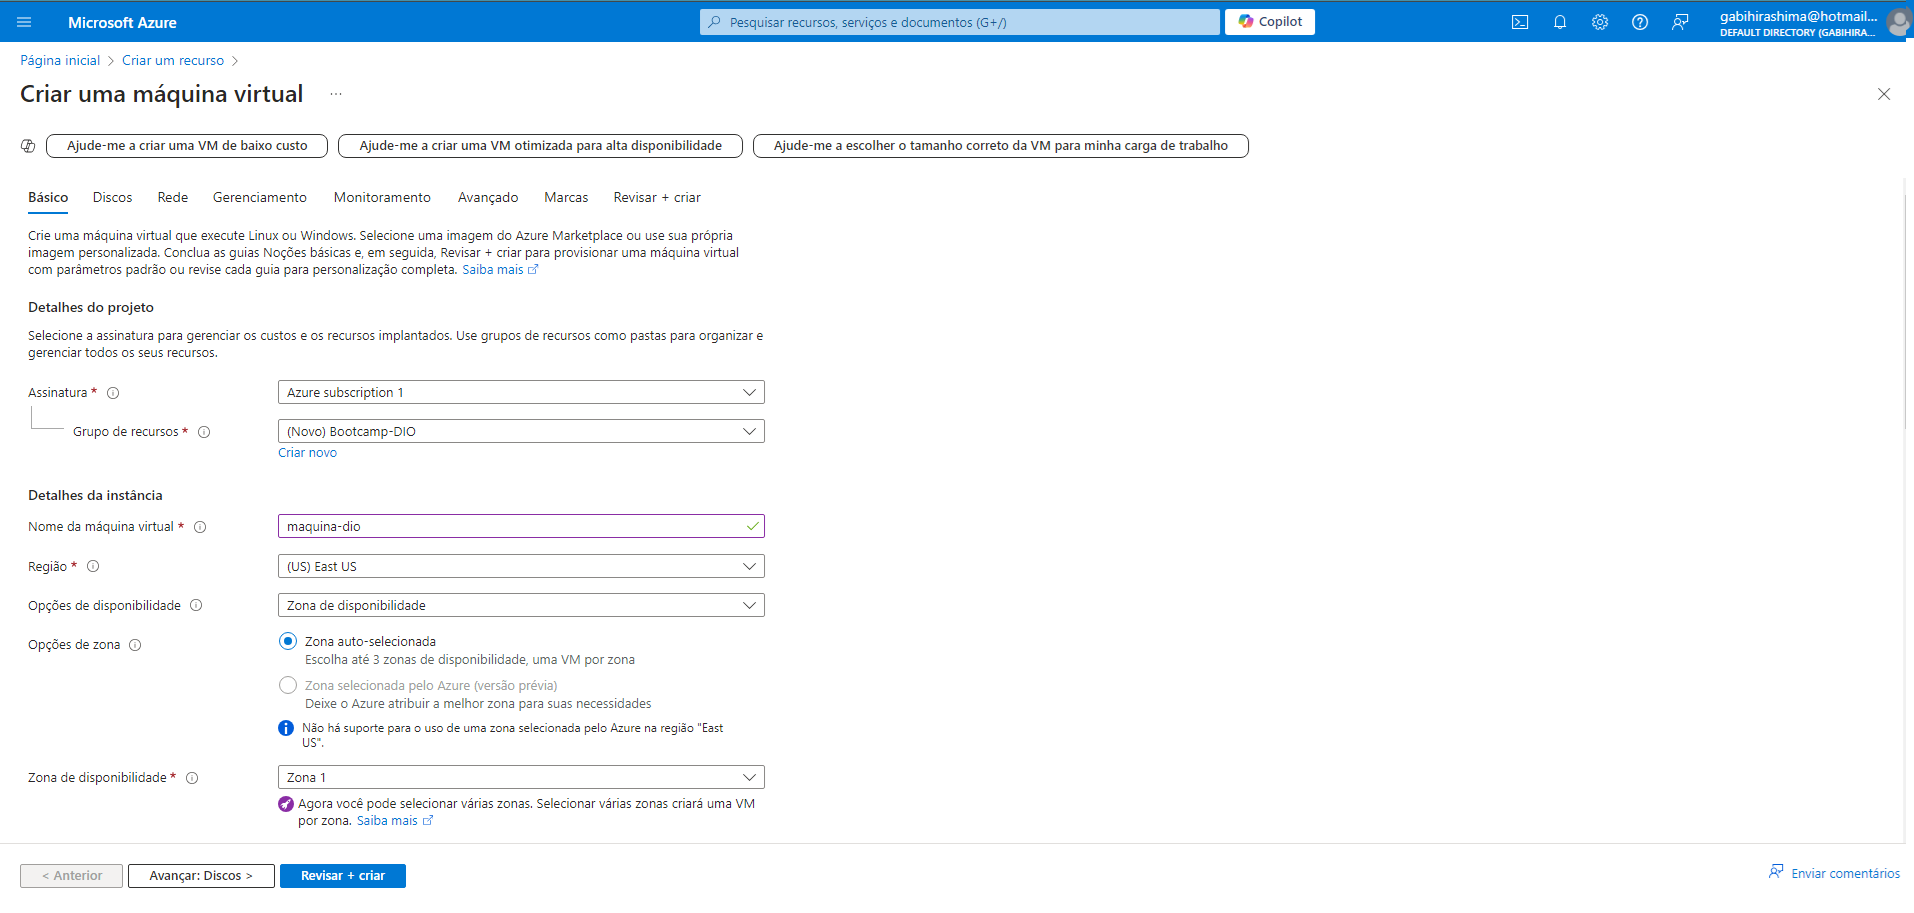 Microsoft Azure
Pesquisar recursos, serviços e documentos (G+/)
Copilot
gabihirashima@hotmail...
DEFAULT DIRECTORY (GABIHIRA...
Página inicial > Criar um recurso >
Criar uma máquina virtual ...
Ajude-me a criar uma VM de baixo custo
Ajude-me a criar uma VM otimizada para alta disponibilidade
Ajude-me a escolher o tamanho correto da VM para minha carga de trabalho
Básico Discos Rede Gerenciamento Monitoramento Avançado Marcas Revisar + criar
Crie uma máquina virtual que execute Linux ou Windows. Selecione uma imagem do Azure Marketplace ou use sua própria
imagem personalizada. Conclua as guias Noções básicas e, em seguida, Revisar + criar para provisionar uma máquina virtual
com parâmetros padrão ou revise cada guia para personalização completa. Saiba mais
Detalhes do projeto
Selecione a assinatura para gerenciar os custos e os recursos implantados. Use grupos de recursos como pastas para organizar e
gerenciar todos os seus recursos.
Assinatura *
Azure subscription 1
Grupo de recursos *
(Novo) Bootcamp-DIO
Criar novo
Detalhes da instância
Nome da máquina virtual *
maquina-dio
Região *
(US) East US
Opções de disponibilidade
Zona de disponibilidade
Opções de zona
Zona auto-selecionada
Escolha até 3 zonas de disponibilidade, uma VM por zona
Zona selecionada pelo Azure (versão prévia)
Deixe o Azure atribuir a melhor zona para suas necessidades
Não há suporte para o uso de uma zona selecionada pelo Azure na região "East
US".
Zona de disponibilidade *
Zona 1
Agora você pode selecionar várias zonas. Selecionar várias zonas criará uma VM
por zona. Saiba mais
< Anterior
Avançar: Discos >
Revisar + criar
Enviar comentários